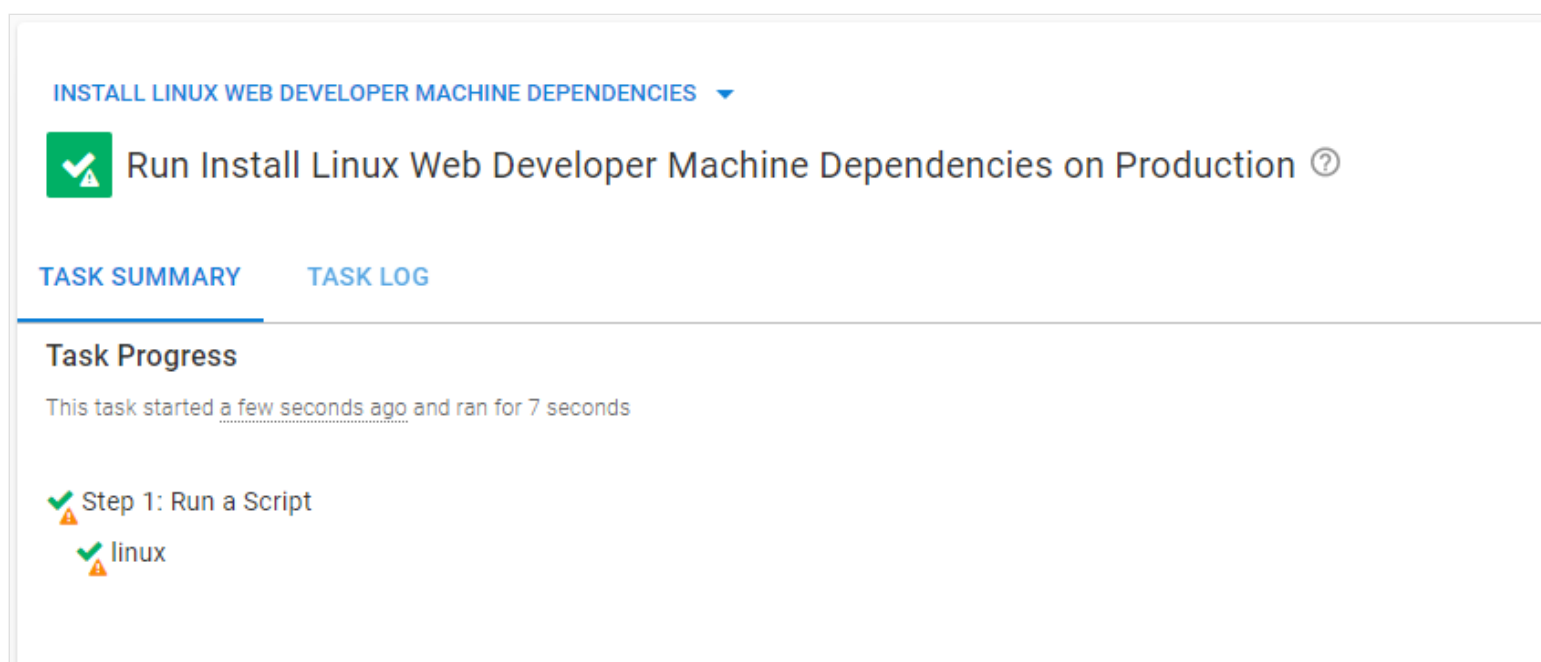 INSTALL LINUX WEB DEVELOPER MACHINE DEPENDENCIES
Run Install Linux Web Developer Machine Dependencies on Production
TASK SUMMARY TASK LOG
Task Progress
This task started a few seconds ago and ran for 7 seconds
Step 1: Run a Script
linux